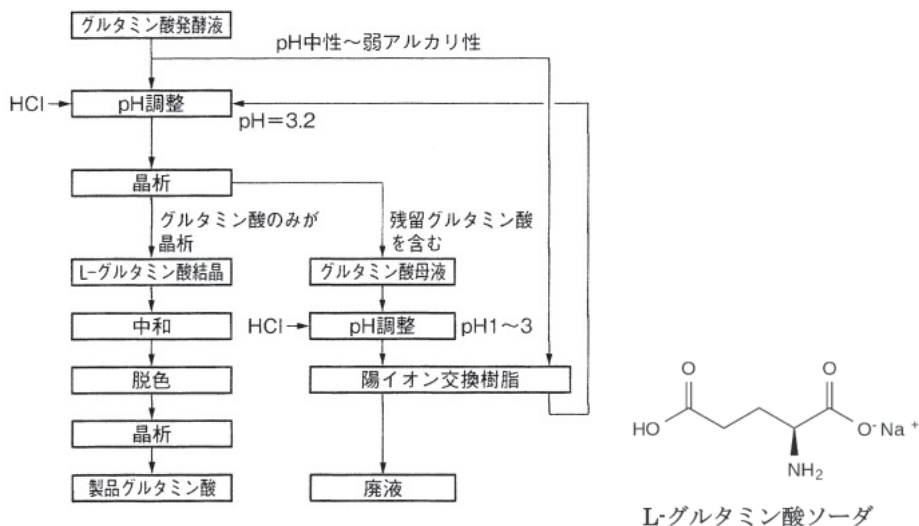 グルタミン酸発酵液
pH中性~弱アルカリ性
HCl
pH調整
pH=3.2
晶析
グルタミン酸のみが
晶析
残留グルタミン酸
を含む
L-グルタミン酸結晶
グルタミン酸母液
中和
HCl
pH調整
pH1~3
脱色
陽イオン交換樹脂
晶析
製品グルタミン酸
廃液
O
O
HO
O⁻Na⁺
NH₂
L-グルタミン酸ソーダ